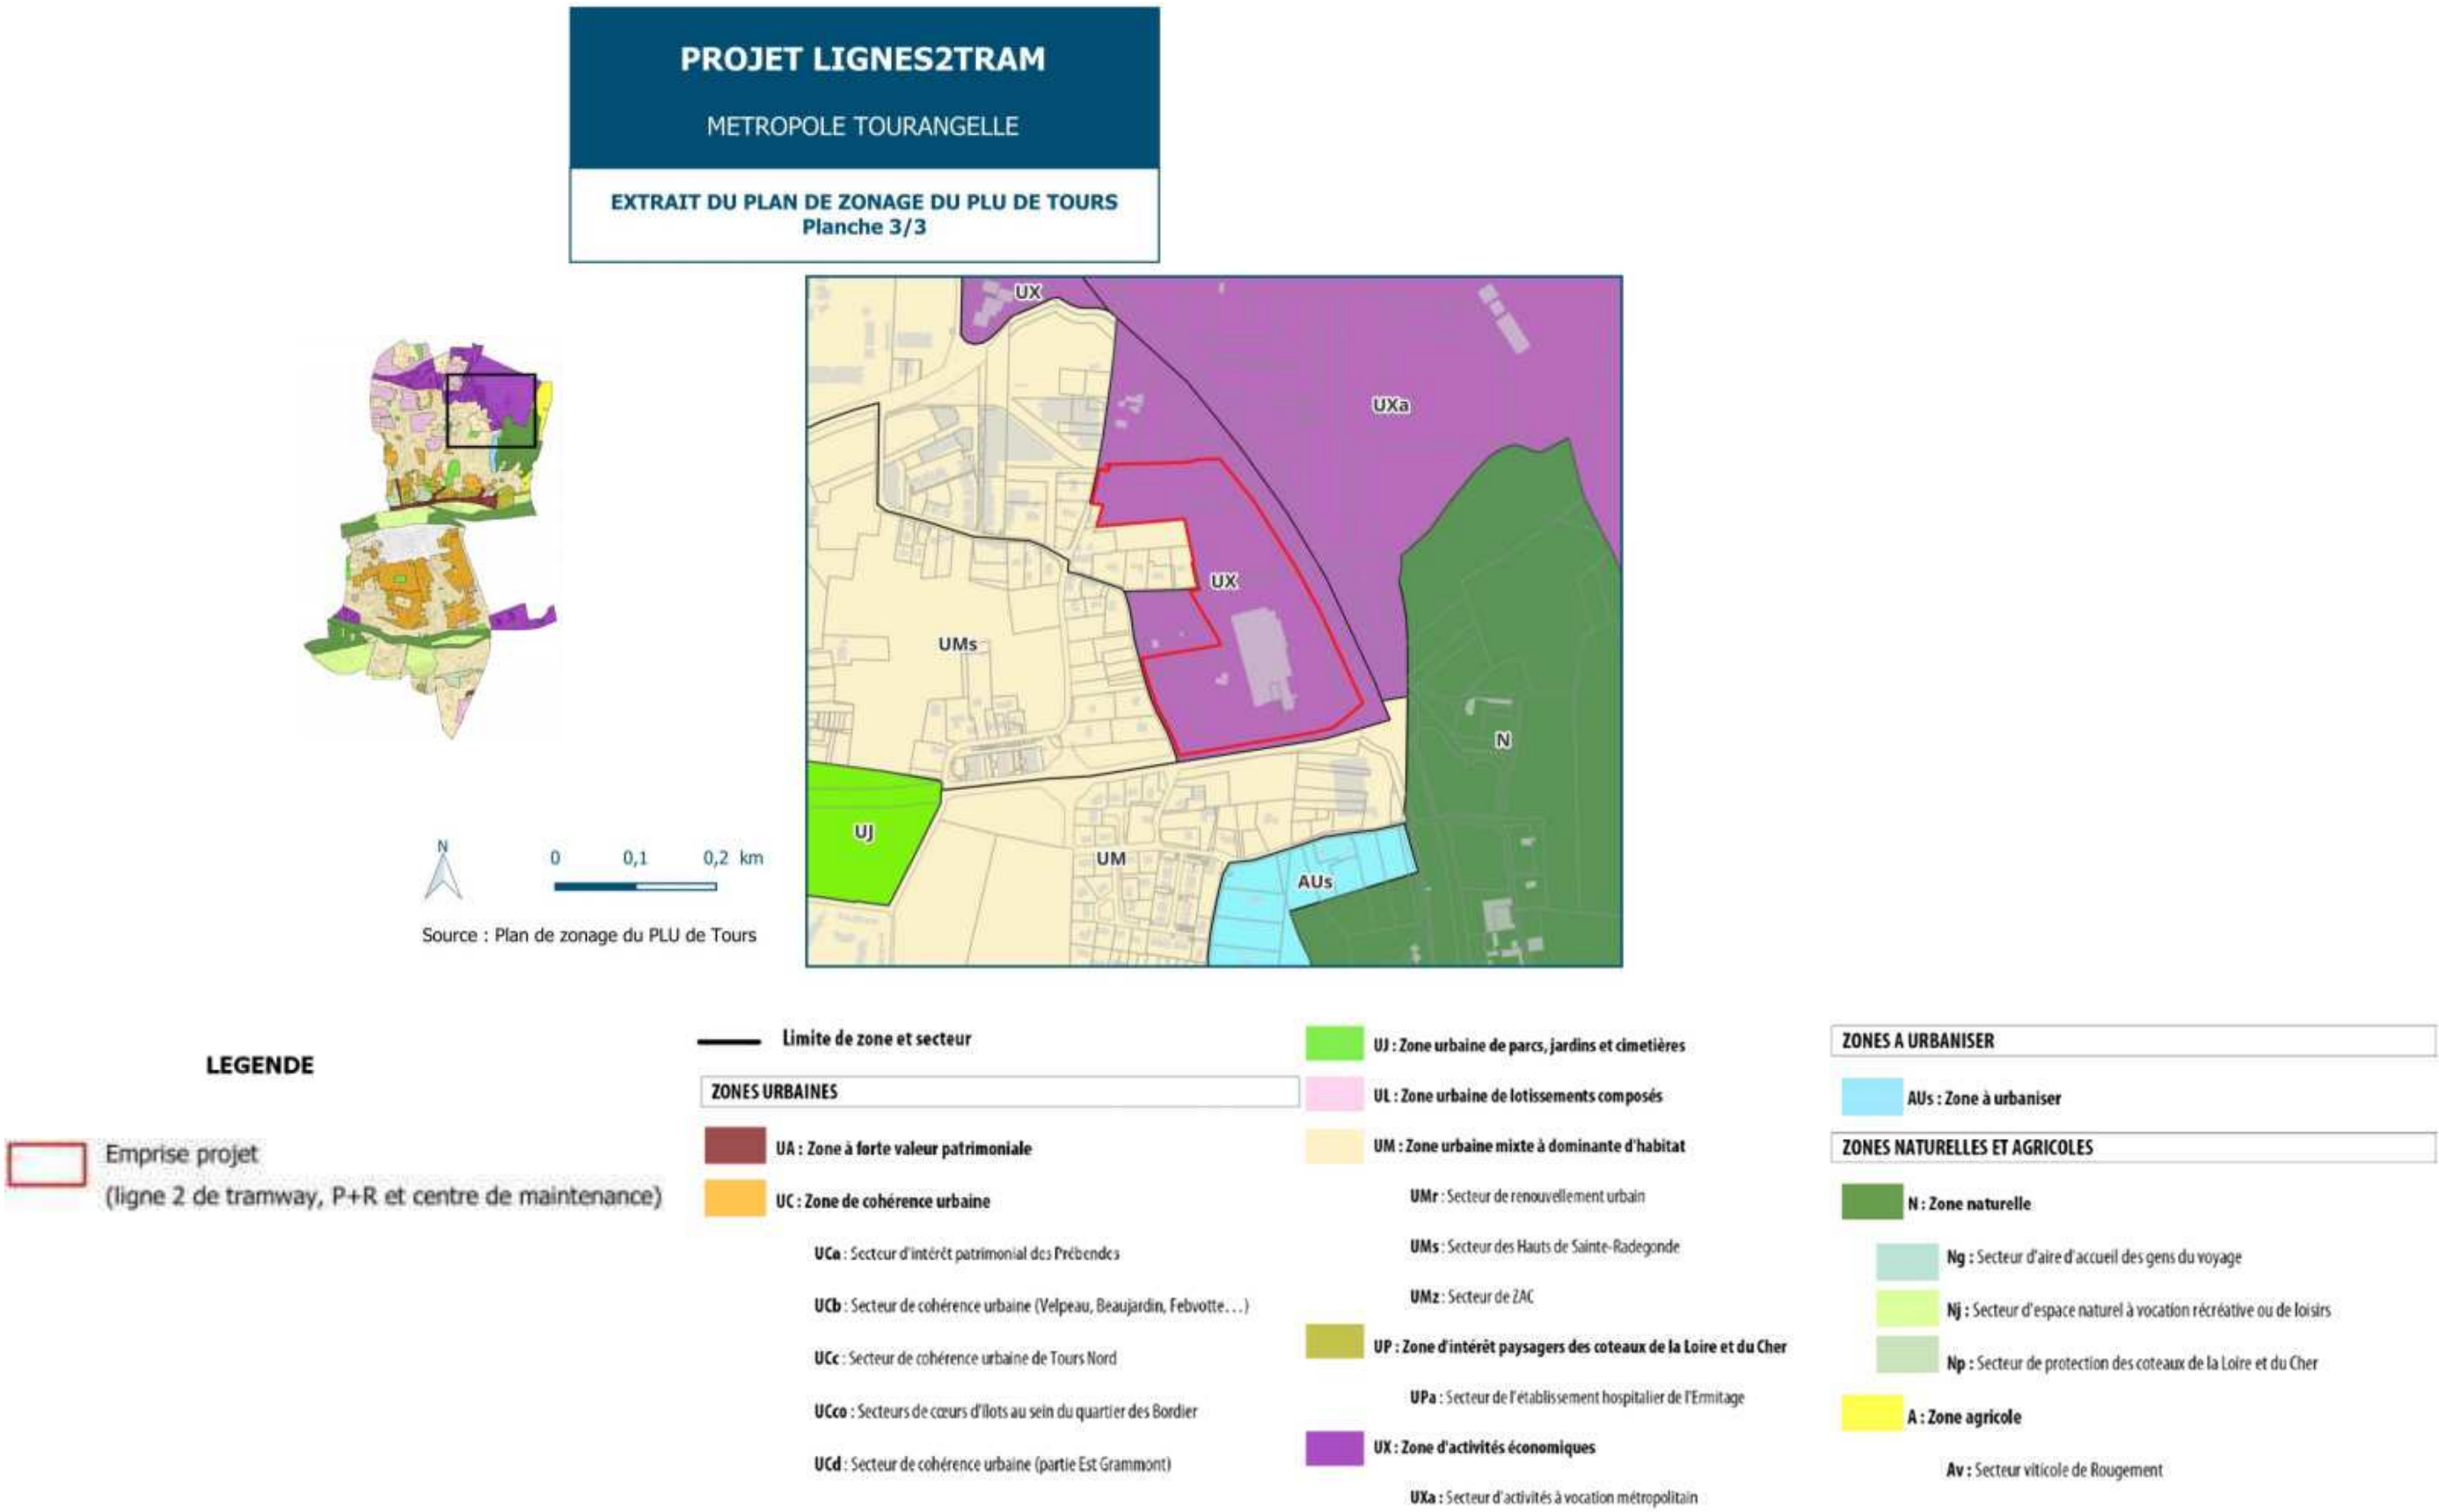 PROJET LIGNES2TRAM
METROPOLE TOURANGELLE
EXTRAIT DU PLAN DE ZONAGE DU PLU DE TOURS
Planche 3/3
UX
UXa
UX
UMs
N
UJ
UM
AUs
N
0 0,1 0,2 km
Source : Plan de zonage du PLU de Tours
LEGENDE
Emprise projet
(ligne 2 de tramway, P+R et centre de maintenance)
Limite de zone et secteur
ZONES URBAINES
UA : Zone à forte valeur patrimoniale
UC : Zone de cohérence urbaine
UCa : Secteur d'intérêt patrimonial des Prébendes
UCb : Secteur de cohérence urbaine (Velpeau, Beaujardin, Febvotte...)
UCc : Secteur de cohérence urbaine de Tours Nord
UCco : Secteurs de cœurs d'îlots au sein du quartier des Bordier
UCd : Secteur de cohérence urbaine (partie Est Grammont)
UJ : Zone urbaine de parcs, jardins et cimetières
UL : Zone urbaine de lotissements composés
UM : Zone urbaine mixte à dominante d'habitat
UMr : Secteur de renouvellement urbain
UMs : Secteur des Hauts de Sainte-Radegonde
UMz : Secteur de ZAC
UP : Zone d'intérêt paysagers des coteaux de la Loire et du Cher
UPa : Secteur de l'établissement hospitalier de l'Ermitage
UX : Zone d'activités économiques
UXa : Secteur d'activités à vocation métropolitain
ZONES A URBANISER
AUs : Zone à urbaniser
ZONES NATURELLES ET AGRICOLES
N : Zone naturelle
Ng : Secteur d'aire d'accueil des gens du voyage
Nj : Secteur d'espace naturel à vocation récréative ou de loisirs
Np : Secteur de protection des coteaux de la Loire et du Cher
A : Zone agricole
Av : Secteur viticole de Rougement